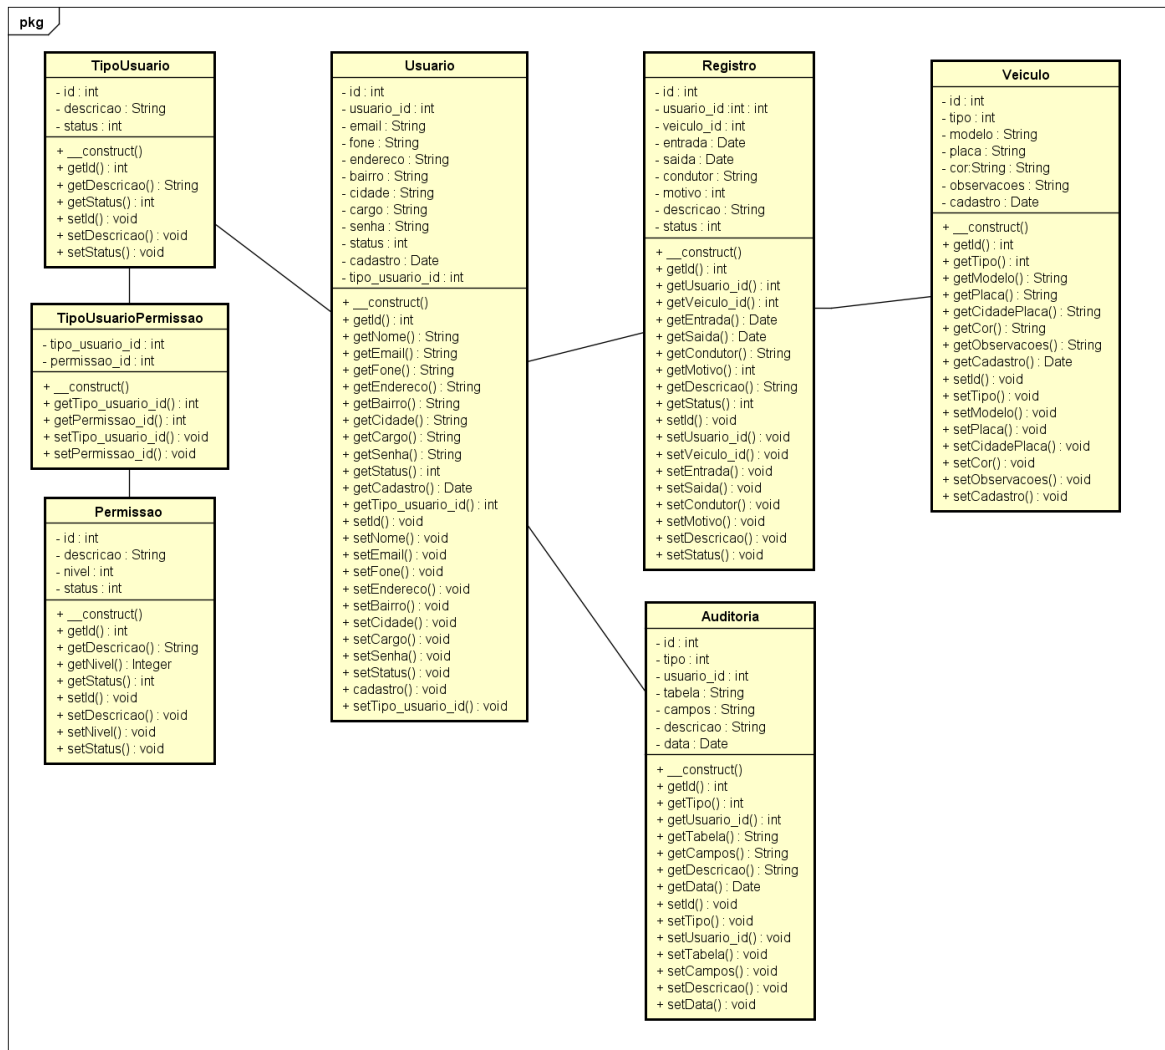 pkg
TipoUsuario
- id : int
- descricao : String
- status : int
+ __construct()
+ getId() : int
+ getDescricao() : String
+ getStatus() : int
+ setId() : void
+ setDescricao() : void
+ setStatus() : void
TipoUsuarioPermissao
- tipo_usuario_id : int
- permissao_id : int
+ __construct()
+ getTipo_usuario_id() : int
+ getPermissao_id() : int
+ setTipo_usuario_id() : void
+ setPermissao_id() : void
Permissao
- id : int
- descricao : String
- nivel : int
- status : int
+ __construct()
+ getId() : int
+ getDescricao() : String
+ getNivel() : Integer
+ getStatus() : int
+ setId() : void
+ setDescricao() : void
+ setNivel() : void
+ setStatus() : void
Usuario
- id : int
- usuario_id : int
- email : String
- fone : String
- endereco : String
- bairro : String
- cidade : String
- cargo : String
- senha : String
- status : int
- cadastro : Date
- tipo_usuario_id : int
+ __construct()
+ getId() : int
+ getNome() : String
+ getEmail() : String
+ getFone() : String
+ getEndereco() : String
+ getBairro() : String
+ getCidade() : String
+ getCargo() : String
+ getSenha() : String
+ getStatus() : int
+ getCadastro() : Date
+ getTipo_usuario_id() : int
+ setId() : void
+ setNome() : void
+ setEmail() : void
+ setFone() : void
+ setEndereco() : void
+ setBairro() : void
+ setCidade() : void
+ setCargo() : void
+ setSenha() : void
+ setStatus() : void
+ cadastro() : void
+ setTipo_usuario_id() : void
Registro
- id : int
- usuario_id :int : int
- veiculo_id : int
- entrada : Date
- saida : Date
- condutor : String
- motivo : int
- descricao : String
- status : int
+ __construct()
+ getId() : int
+ getUsuario_id() : int
+ getVeiculo_id() : int
+ getEntrada() : Date
+ getSaida() : Date
+ getCondutor() : String
+ getMotivo() : int
+ getDescricao() : String
+ getStatus() : int
+ setId() : void
+ setUsuario_id() : void
+ setVeiculo_id() : void
+ setEntrada() : void
+ setSaida() : void
+ setCondutor() : void
+ setMotivo() : void
+ setDescricao() : void
+ setStatus() : void
Auditoria
- id : int
- tipo : int
- usuario_id : int
- tabela : String
- campos : String
- descricao : String
- data : Date
+ __construct()
+ getId() : int
+ getTipo() : int
+ getUsuario_id() : int
+ getTabela() : String
+ getCampos() : String
+ getDescricao() : String
+ getData() : Date
+ setId() : void
+ setTipo() : void
+ setUsuario_id() : void
+ setTabela() : void
+ setCampos() : void
+ setDescricao() : void
+ setData() : void
Veiculo
- id : int
- tipo : int
- modelo : String
- placa : String
- cor:String : String
- observacoes : String
- cadastro : Date
+ __construct()
+ getId() : int
+ getTipo() : int
+ getModelo() : String
+ getPlaca() : String
+ getCidadePlaca() : String
+ getCor() : String
+ getObservacoes() : String
+ getCadastro() : Date
+ setId() : void
+ setTipo() : void
+ setModelo() : void
+ setPlaca() : void
+ setCidadePlaca() : void
+ setCor() : void
+ setObservacoes() : void
+ setCadastro() : void